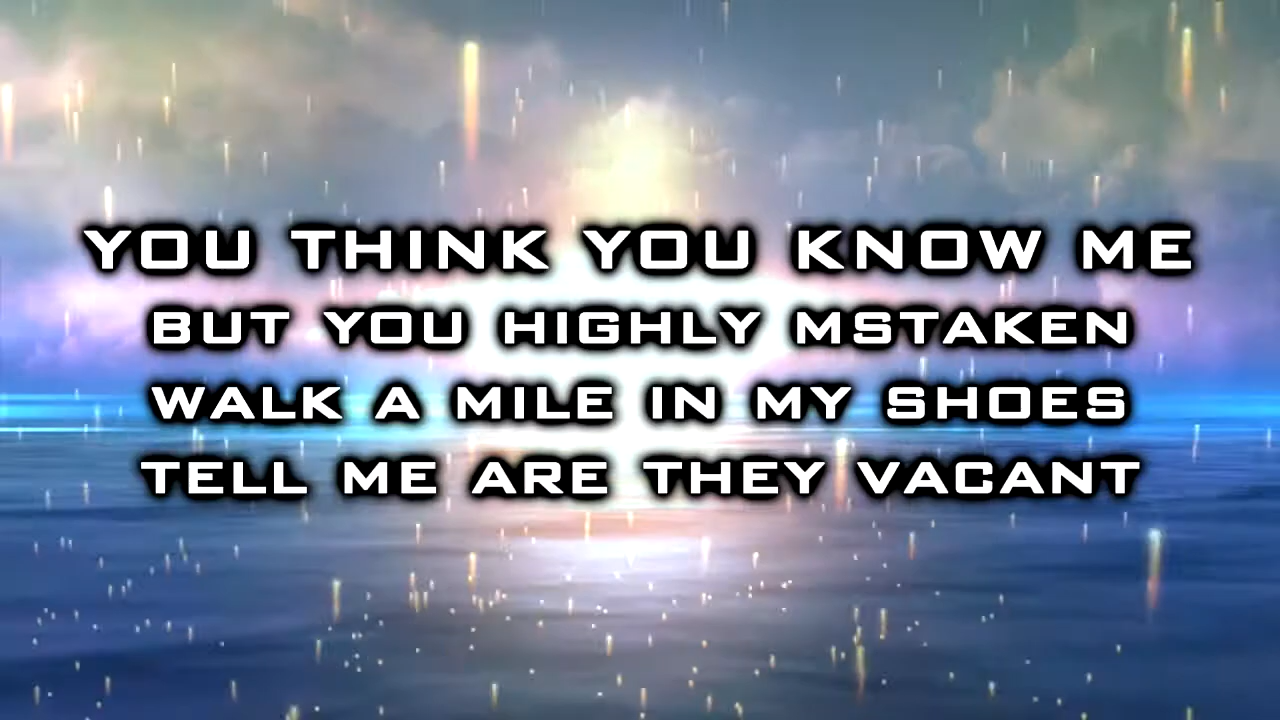 YOU THINK YOU KNOW ME
BUT YOU HIGHLY MSTAKEN
WALK A MILE IN MY SHOES
TELL ME ARE THEY VACANT